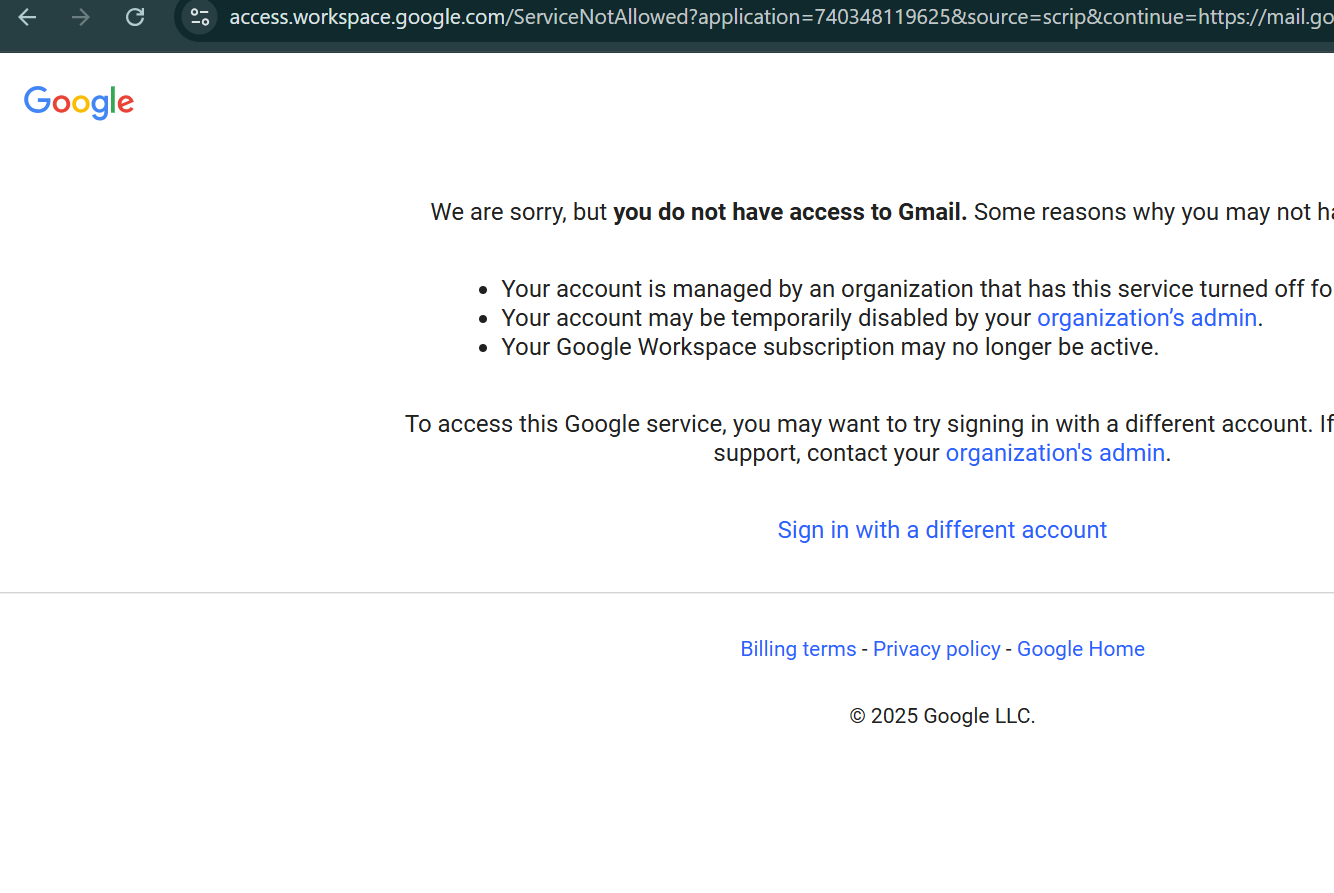 access.workspace.google.com/ServiceNotAllowed?application=740348119625&source=scrip&continue=https://mail.go
Google
We are sorry, but you do not have access to Gmail. Some reasons why you may not ha
Your account is managed by an organization that has this service turned off fo
Your account may be temporarily disabled by your organization’s admin.
Your Google Workspace subscription may no longer be active.
To access this Google service, you may want to try signing in with a different account. If
support, contact your organization's admin.
Sign in with a different account
Billing terms - Privacy policy - Google Home
© 2025 Google LLC.